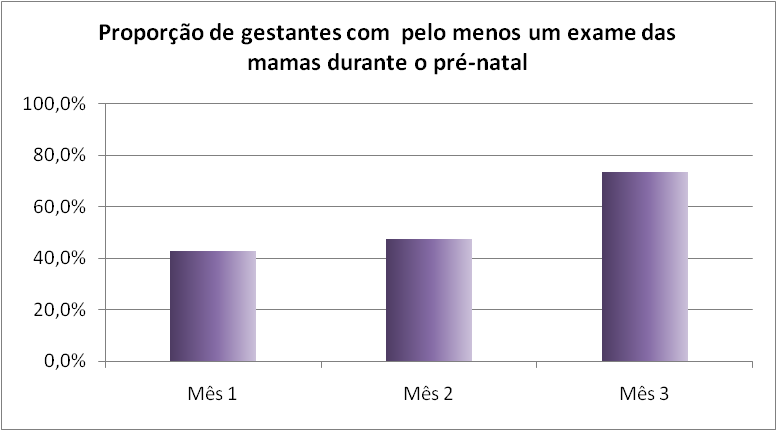 Proporção de gestantes com  pelo menos um exame das
mamas durante o pré-natal
100,0%
80,0%
60,0%
40,0%
20,0%
0,0%
Mês 1
Mês 2
Mês 3